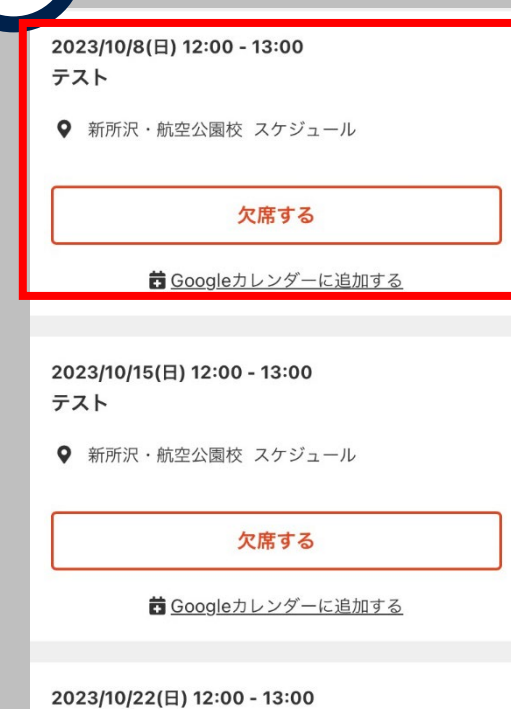 2023/10/8(日) 12:00 - 13:00
テスト
新所沢・航空公園校 スケジュール
欠席する
Googleカレンダーに追加する
2023/10/15(日) 12:00 - 13:00
テスト
新所沢・航空公園校 スケジュール
欠席する
Googleカレンダーに追加する
2023/10/22(日) 12:00 - 13:00